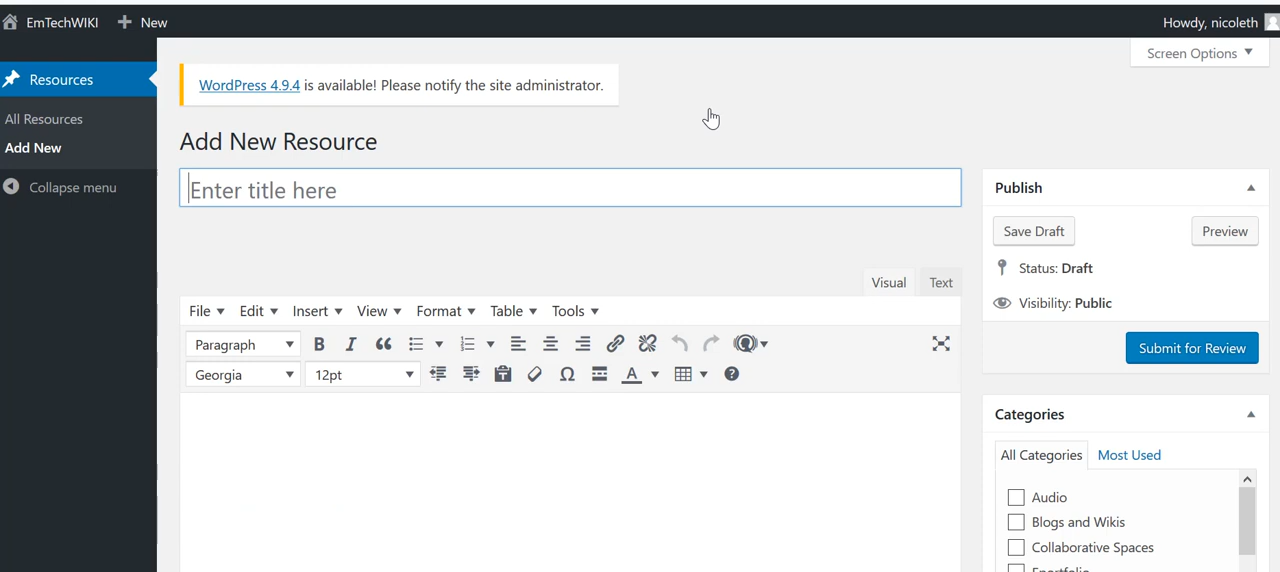 EmTechWIKI
New
Howdy, nicoleth
Screen Options
Resources
All Resources
Add New
Collapse menu
WordPress 4.9.4 is available! Please notify the site administrator.
Add New Resource
Enter title here
Visual
Text
File Edit Insert View Format Table Tools
Paragraph
Georgia
12pt
Publish
Save Draft
Preview
Status: Draft
Visibility: Public
Submit for Review
Categories
All Categories
Most Used
Audio
Blogs and Wikis
Collaborative Spaces